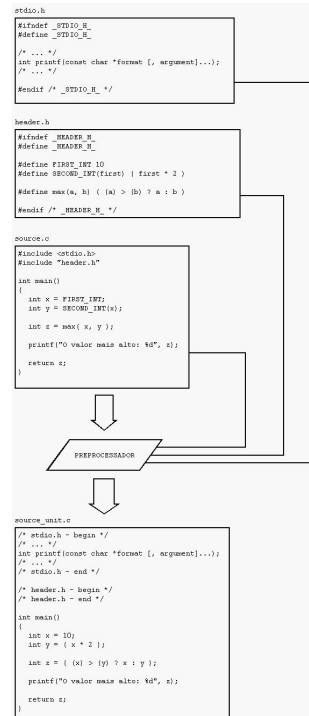 stdio.h
#ifndef _STDIO_H_
#define _STDIO_H_
/* ... */
int printf(const char *format [, argument]...);
/* ... */
#endif /* _STDIO_H_ */
header.h
#ifndef _HEADER_H_
#define _HEADER_H_
#define FIRST_INT 10
#define SECOND_INT(first) ( first * 2 )
#define max(a, b) ( (a) > (b) ? a : b )
#endif /* _HEADER_H_ */
source.c
#include <stdio.h>
#include "header.h"
int main()
{
int x = FIRST_INT;
int y = SECOND_INT(x);
int z = max( x, y );
printf("O valor mais alto: %d", z);
return z;
}
PREPROCESSADOR
source_unit.c
/* stdio.h - begin */
/* ... */
int printf(const char *format [, argument]...);
/* ... */
/* stdio.h - end */
/* header.h - begin */
/* header.h - end */
int main()
{
int x = 10;
int y = ( x * 2 );
int z = ( (x) > (y) ? x : y );
printf("O valor mais alto: %d", z);
return z;
}